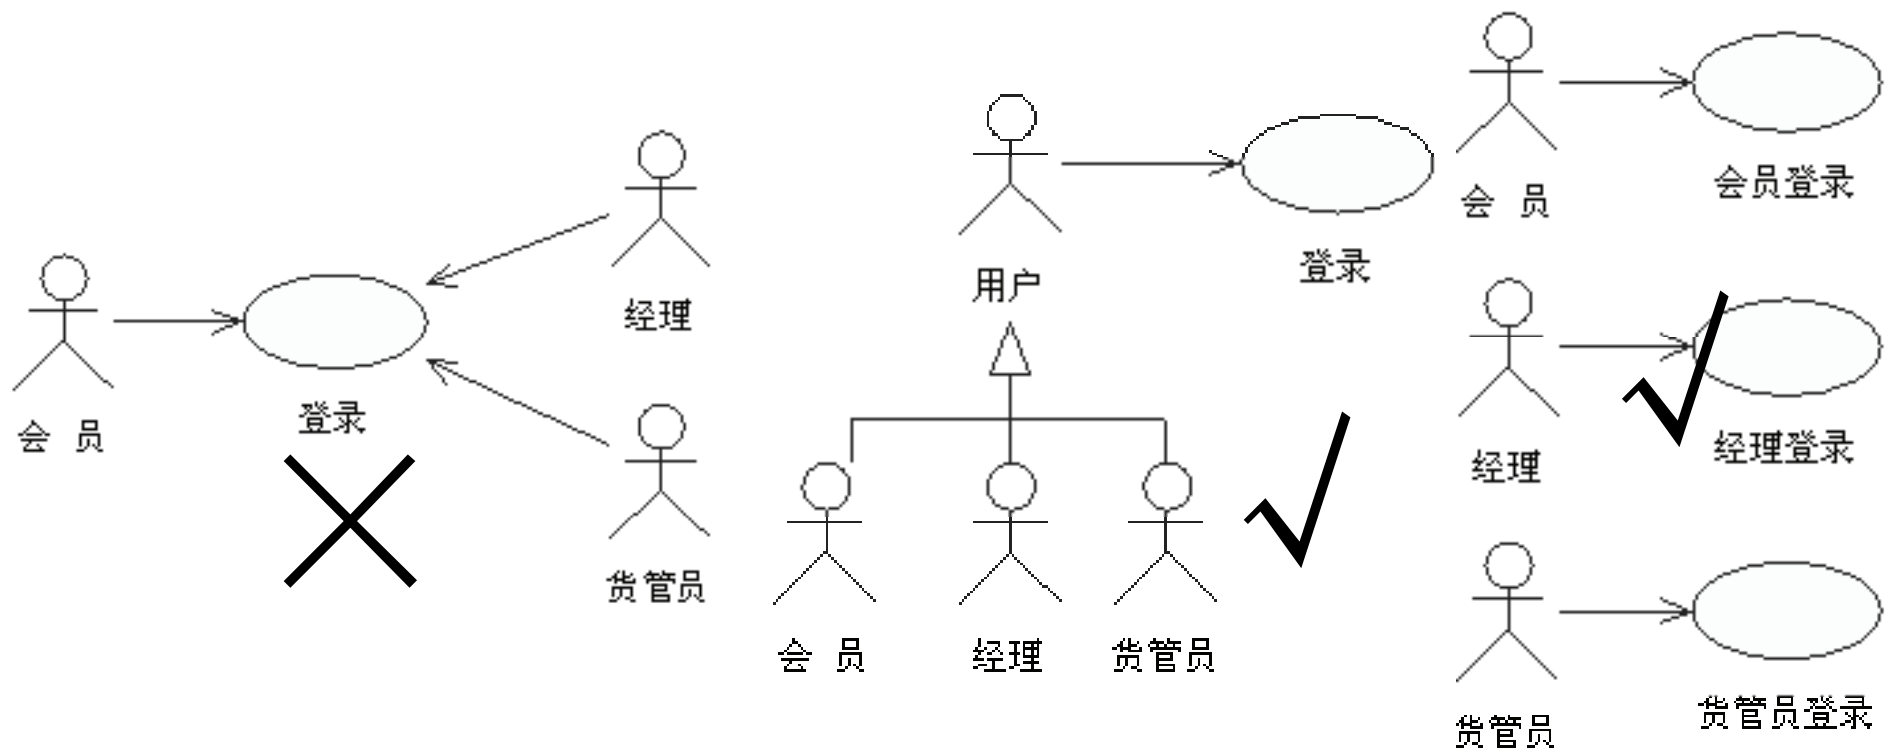 会 员
登录
经理
货管员
用户
登录
会 员
经理
货管员
会 员
会员登录
经理
经理登录
货管员
货管员登录